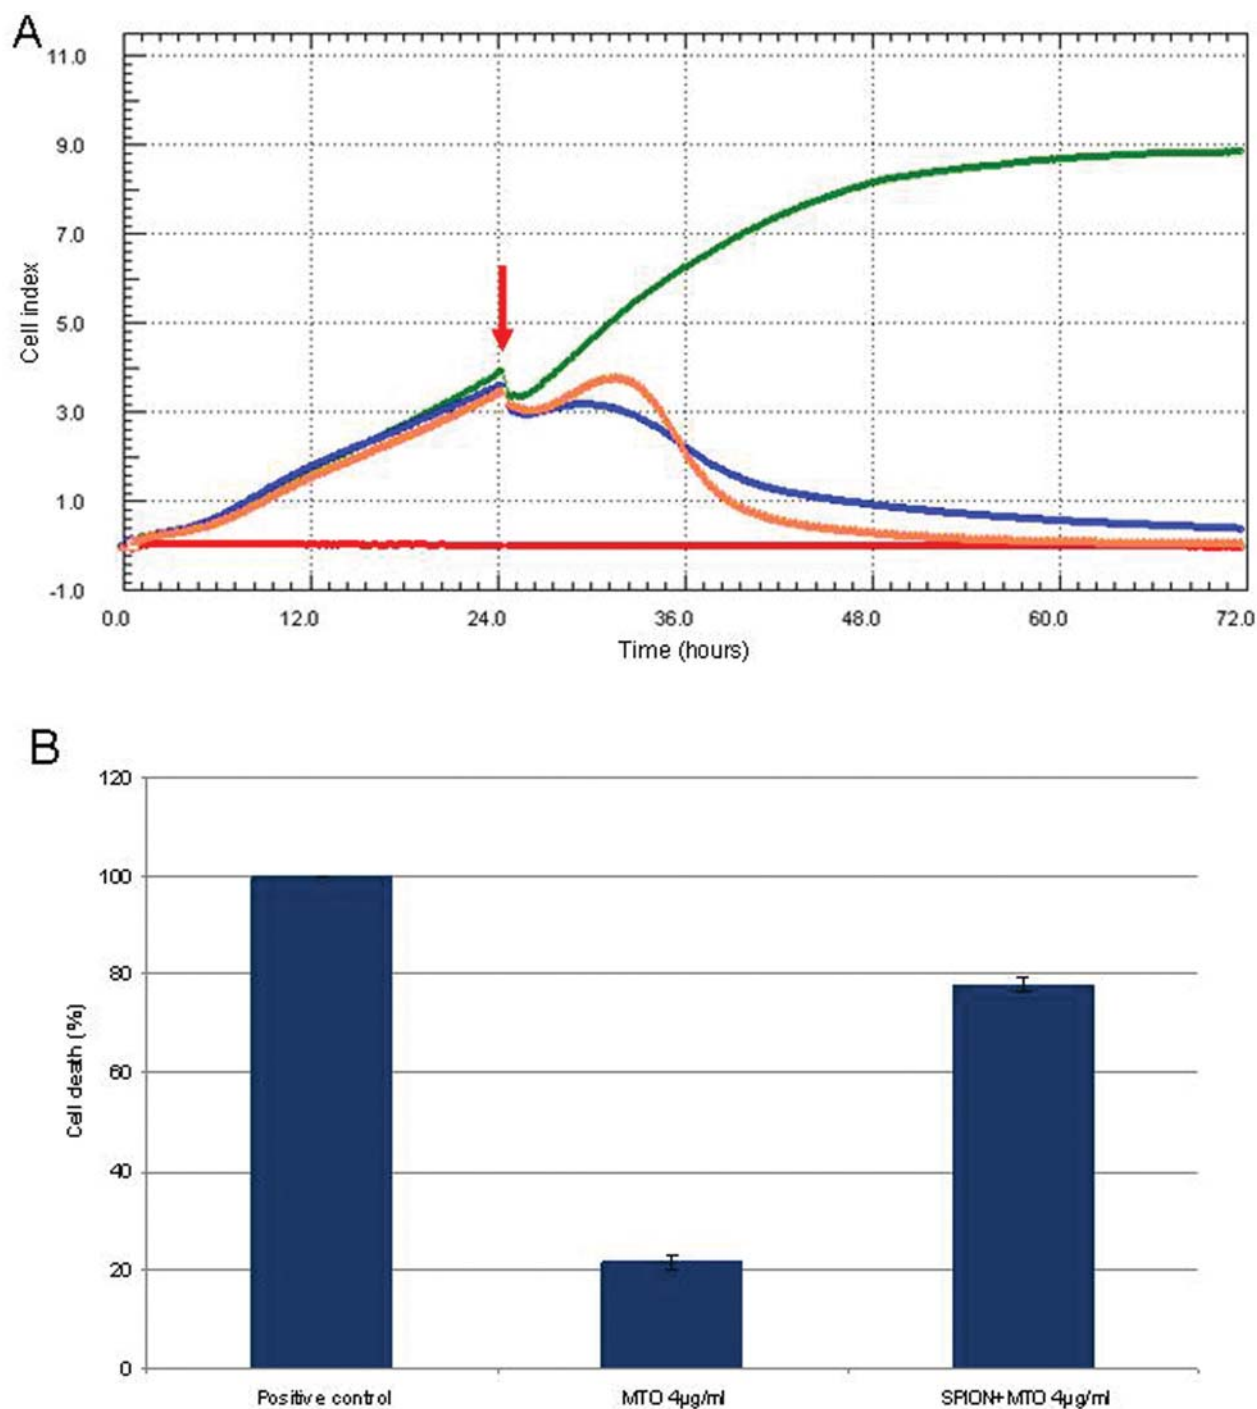 A
11.0
9.0
7.0
5.0
3.0
1.0
-1.0
Cell index
0.0 12.0 24.0 36.0 48.0 60.0 72.0
Time (hours)
B
120
100
80
60
40
20
0
Cell death (%)
Positive control MTO 4µg/ml SPION+MTO 4µg/ml